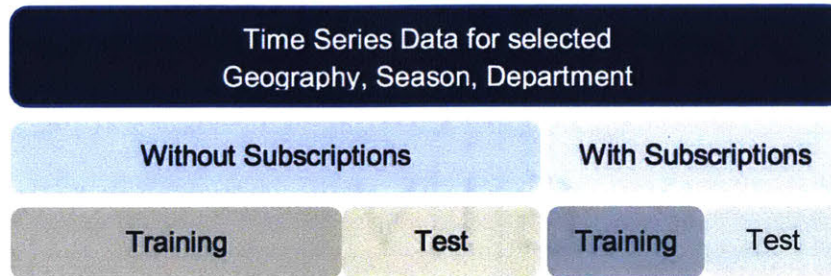 Time Series Data for selected
Geography, Season, Department
Without Subscriptions
With Subscriptions
Training
Test
Training
Test